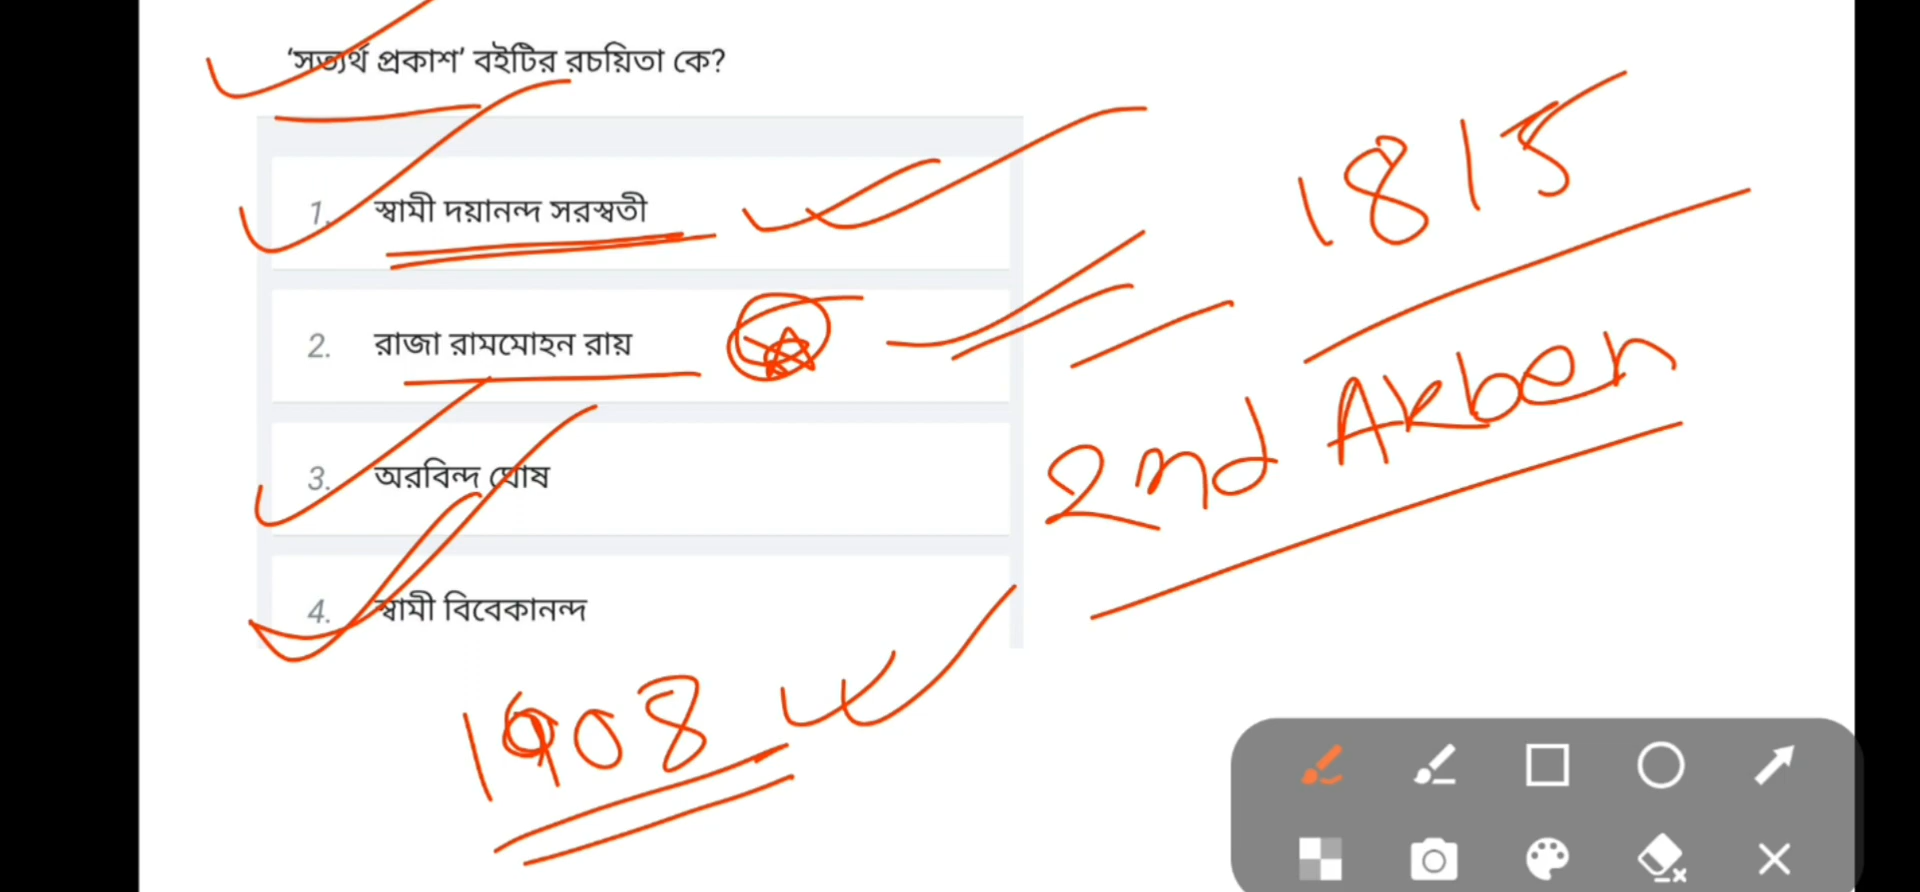 ‘সত্যর্থ প্রকাশ’ বইটির রচয়িতা কে?
1. স্বামী দয়ানন্দ সরস্বতী
2. রাজা রামমোহন রায়
3. অরবিন্দ ঘোষ
4. স্বামী বিবেকানন্দ
1815
2nd Akber
1908